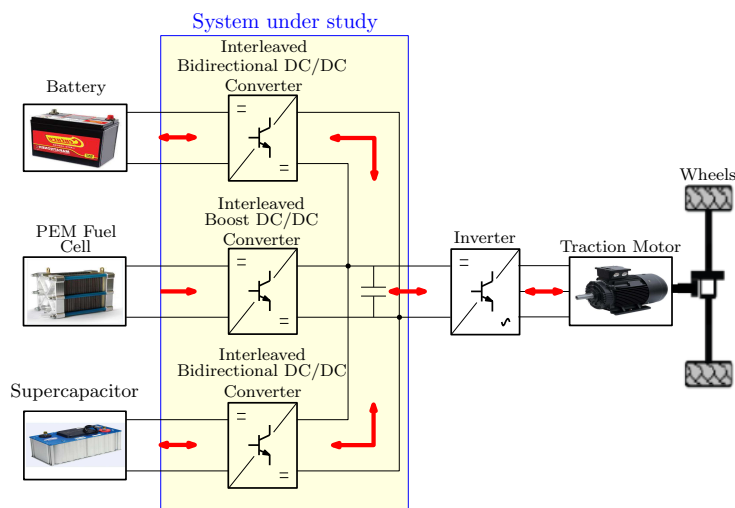 System under study
Interleaved
Bidirectional DC/DC
Converter
Battery
Interleaved
Boost DC/DC
Converter
PEM Fuel
Cell
Inverter
Traction Motor
Wheels
Interleaved
Bidirectional DC/DC
Converter
Supercapacitor